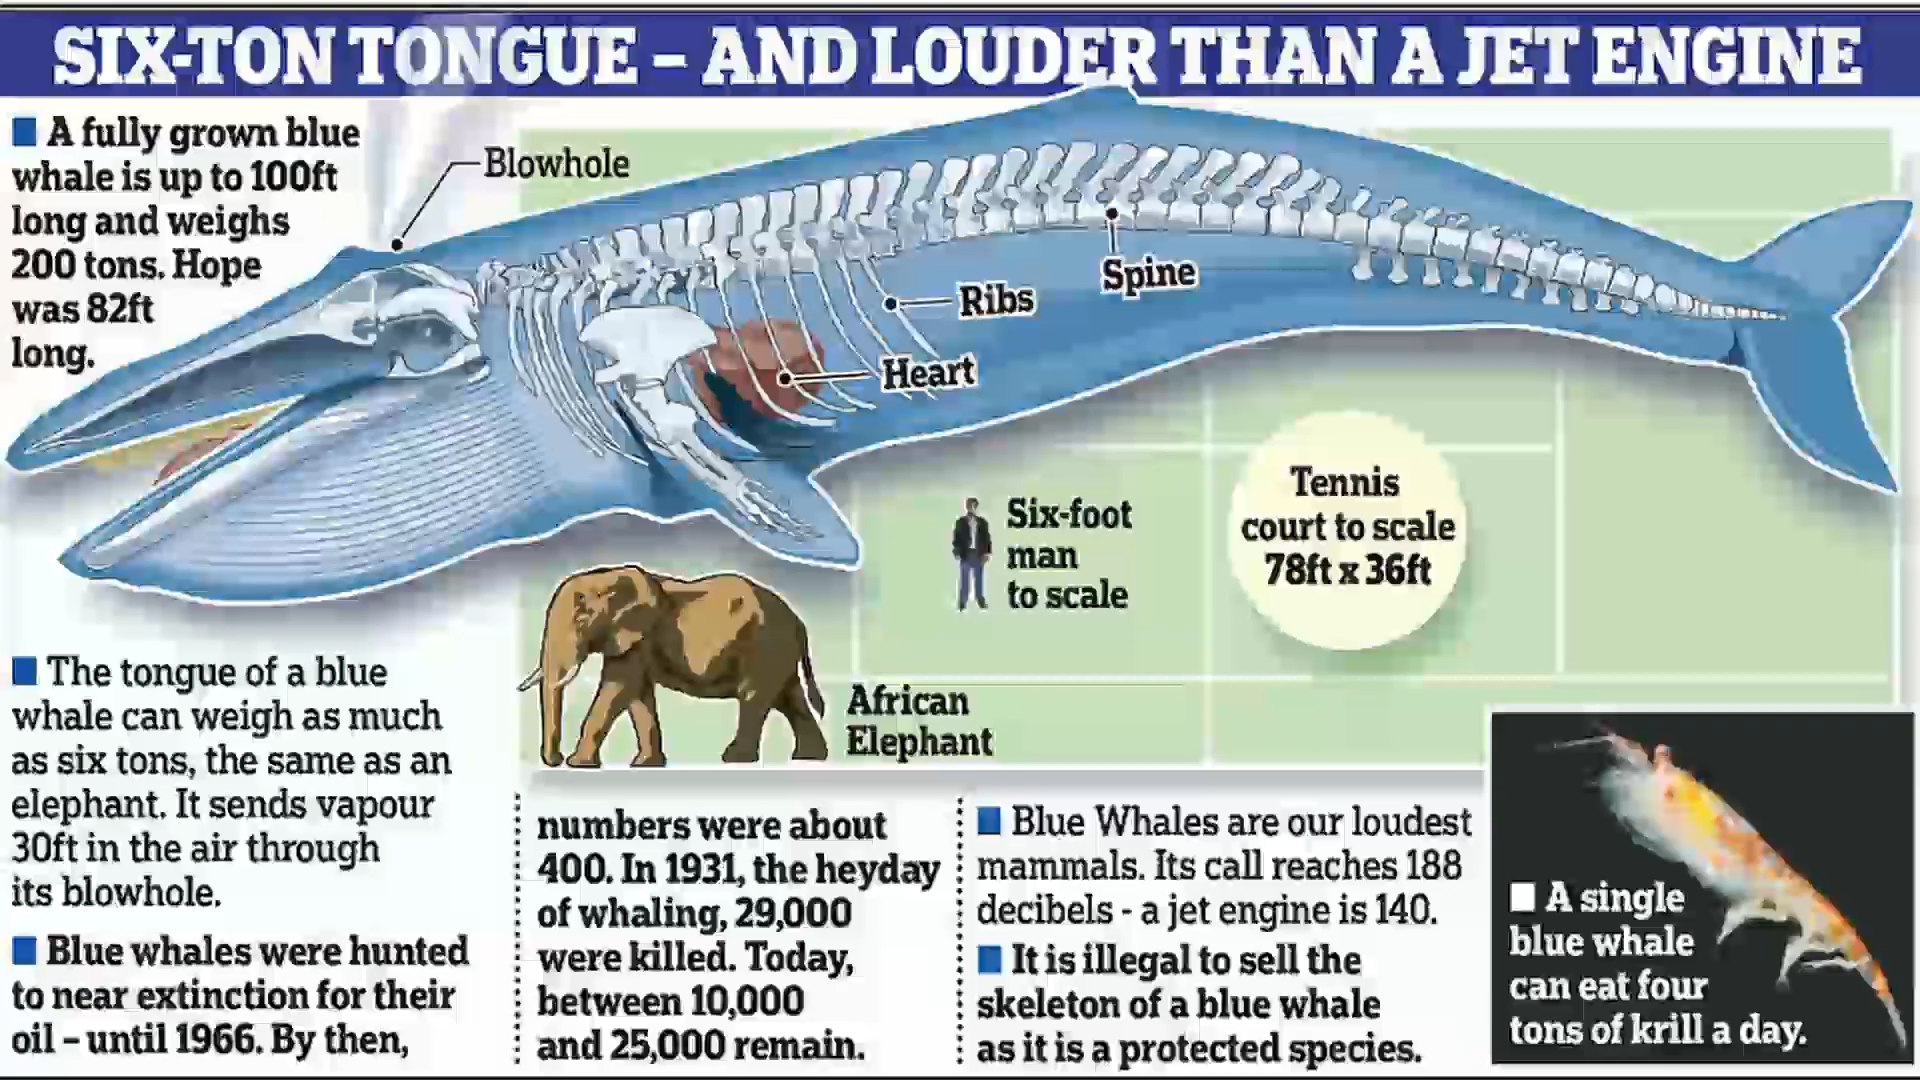 SIX-TON TONGUE – AND LOUDER THAN A JET ENGINE
■ A fully grown blue
whale is up to 100ft
long and weighs
200 tons. Hope
was 82ft
long.
Blowhole
Spine
Ribs
Heart
Six-foot
man
to scale
Tennis
court to scale
78ft x 36ft
African
Elephant
■ The tongue of a blue
whale can weigh as much
as six tons, the same as an
elephant. It sends vapour
30ft in the air through
its blowhole.
■ Blue whales were hunted
to near extinction for their
oil – until 1966. By then,
numbers were about
400. In 1931, the heyday
of whaling, 29,000
were killed. Today,
between 10,000
and 25,000 remain.
■ Blue Whales are our loudest
mammals. Its call reaches 188
decibels - a jet engine is 140.
■ It is illegal to sell the
skeleton of a blue whale
as it is a protected species.
■ A single
blue whale
can eat four
tons of krill a day.